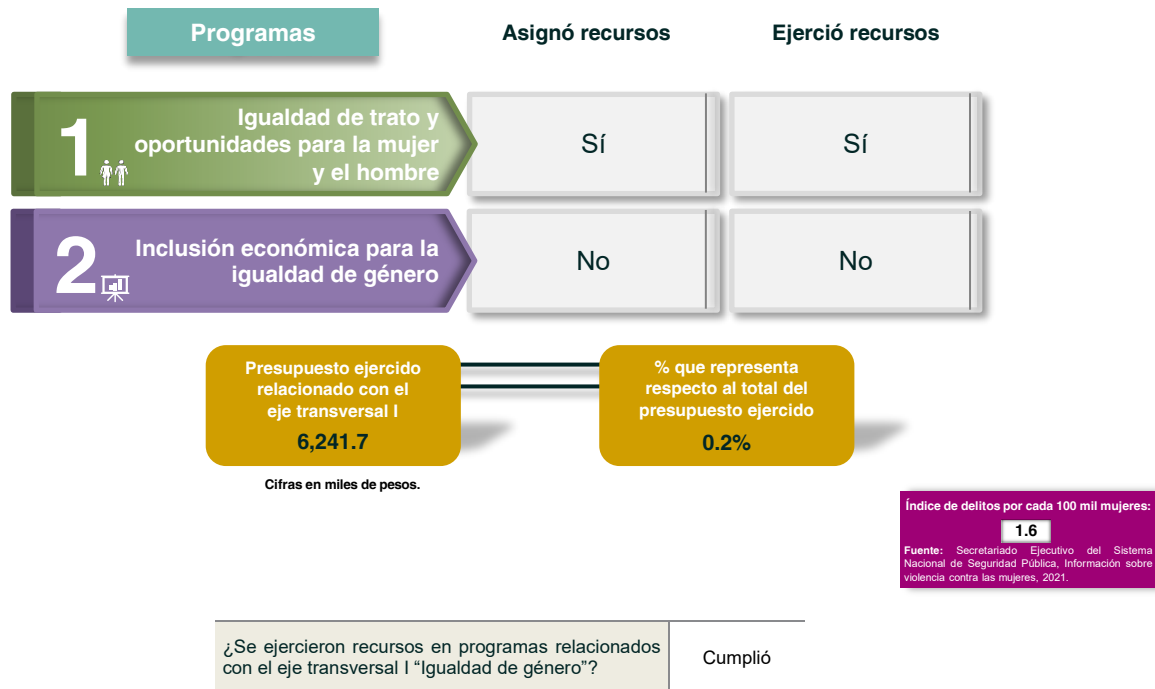 Programas
Asignó recursos
Ejerció recursos
1
Igualdad de trato y
oportunidades para la mujer
y el hombre
Sí
Sí
2
Inclusión económica para la
igualdad de género
No
No
Presupuesto ejercido
relacionado con el
eje transversal I
6,241.7
% que representa
respecto al total del
presupuesto ejercido
0.2%
Cifras en miles de pesos.
Índice de delitos por cada 100 mil mujeres:
1.6
Fuente: Secretariado Ejecutivo del Sistema
Nacional de Seguridad Pública, Información sobre
violencia contra las mujeres, 2021.
¿Se ejercieron recursos en programas relacionados
con el eje transversal I “Igualdad de género”?
Cumplió